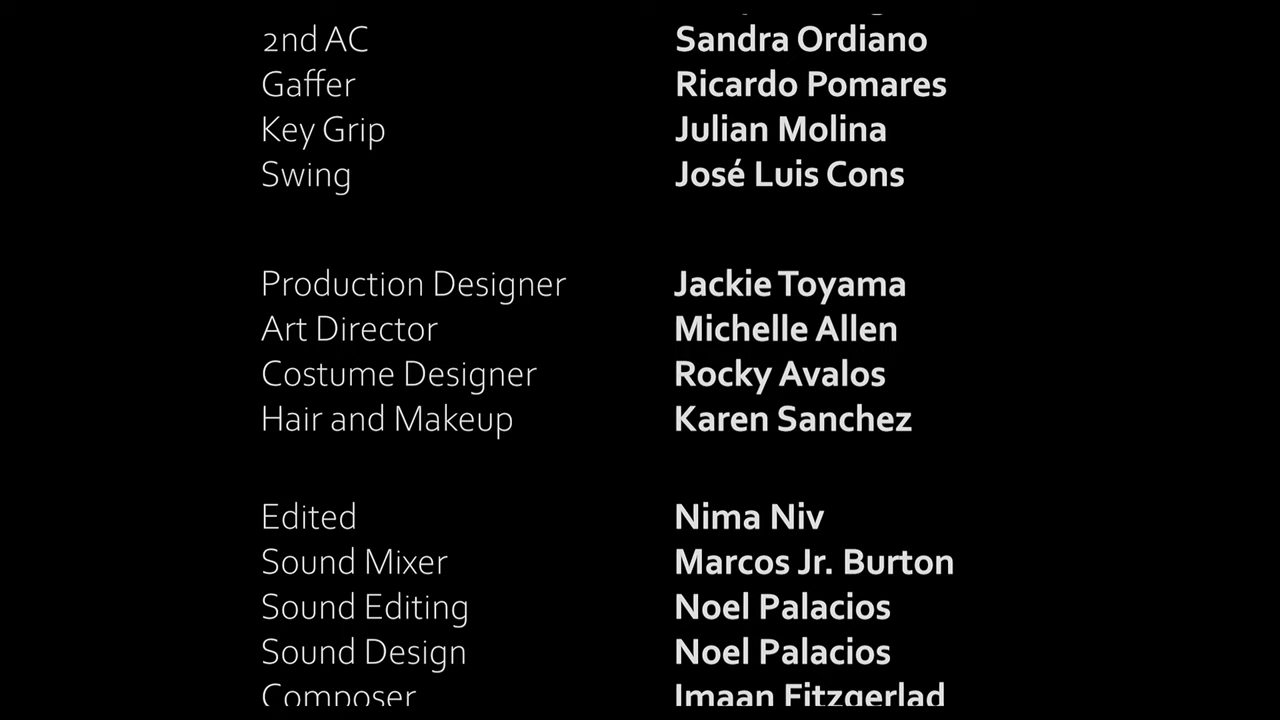 2nd AC Sandra Ordiano
Gaffer Ricardo Pomares
Key Grip Julian Molina
Swing José Luis Cons
Production Designer Jackie Toyama
Art Director Michelle Allen
Costume Designer Rocky Avalos
Hair and Makeup Karen Sanchez
Edited Nima Niv
Sound Mixer Marcos Jr. Burton
Sound Editing Noel Palacios
Sound Design Noel Palacios
Composer Imaan Fitzgerlad